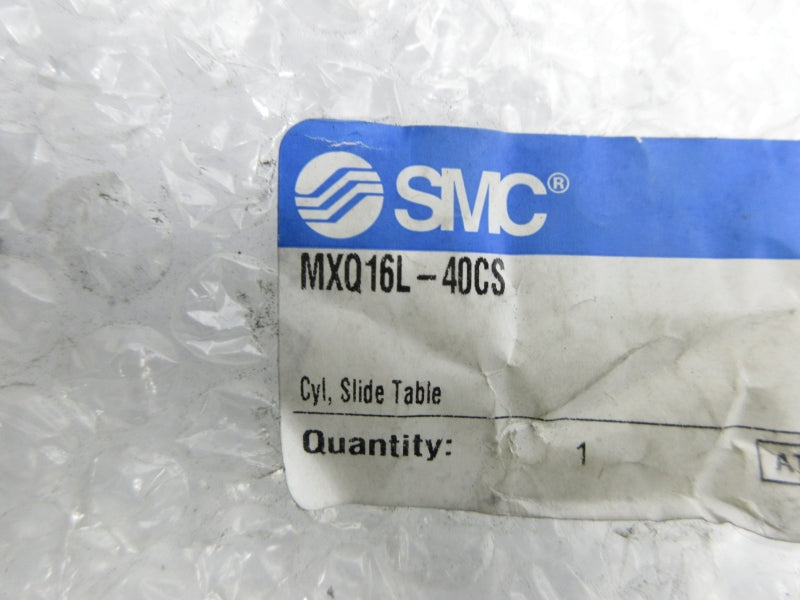 SMC®
MXQ16L-40CS
Cyl, Slide Table
Quantity: 1